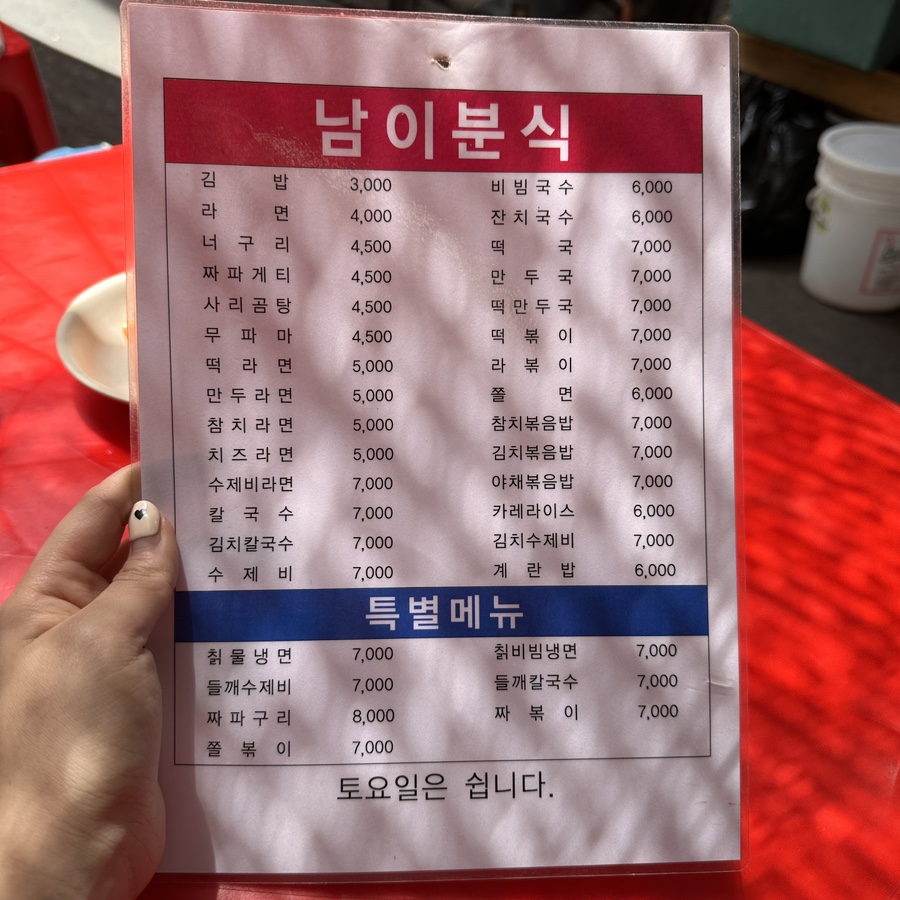 남이분식
김 밥 3,000 비빔국수 6,000
라 면 4,000 잔치국수 6,000
너 구 리 4,500 떡 국 7,000
짜파게티 4,500 만 두 국 7,000
사리곰탕 4,500 떡만두국 7,000
무 파 마 4,500 떡 볶 이 7,000
떡 라 면 5,000 라 볶 이 7,000
만두라면 5,000 쫄 면 6,000
참치라면 5,000 참치볶음밥 7,000
치즈라면 5,000 김치볶음밥 7,000
수제비라면 7,000 야채볶음밥 7,000
칼 국 수 7,000 카레라이스 6,000
김치칼국수 7,000 김치수제비 7,000
수 제 비 7,000 계 란 밥 6,000
특별메뉴
칡물냉면 7,000 칡비빔냉면 7,000
들깨수제비 7,000 들깨칼국수 7,000
짜파구리 8,000 짜 볶 이 7,000
쫄 볶 이 7,000
토요일은 쉽니다.